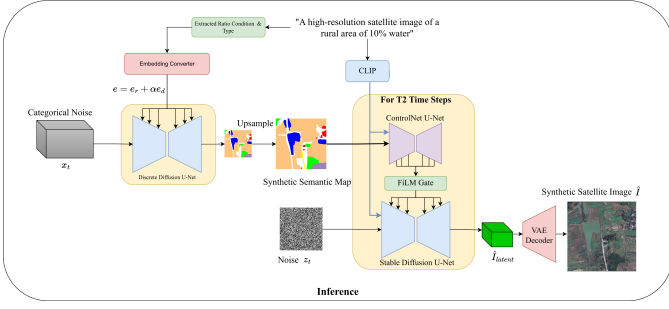 Extracted Ratio Condition &
Type
"A high-resolution satellite image of a
rural area of 10% water"
Embedding Converter
CLIP
e = e_r + αe_d
For T2 Time Steps
Categorical Noise
Upsample
ControlNet U-Net
x_t
Discrete Diffusion U-Net
Synthetic Semantic Map
FiLM Gate
Synthetic Satellite Image Î
Noise z_t
VAE
Decoder
Î_latent
Stable Diffusion U-Net
Inference